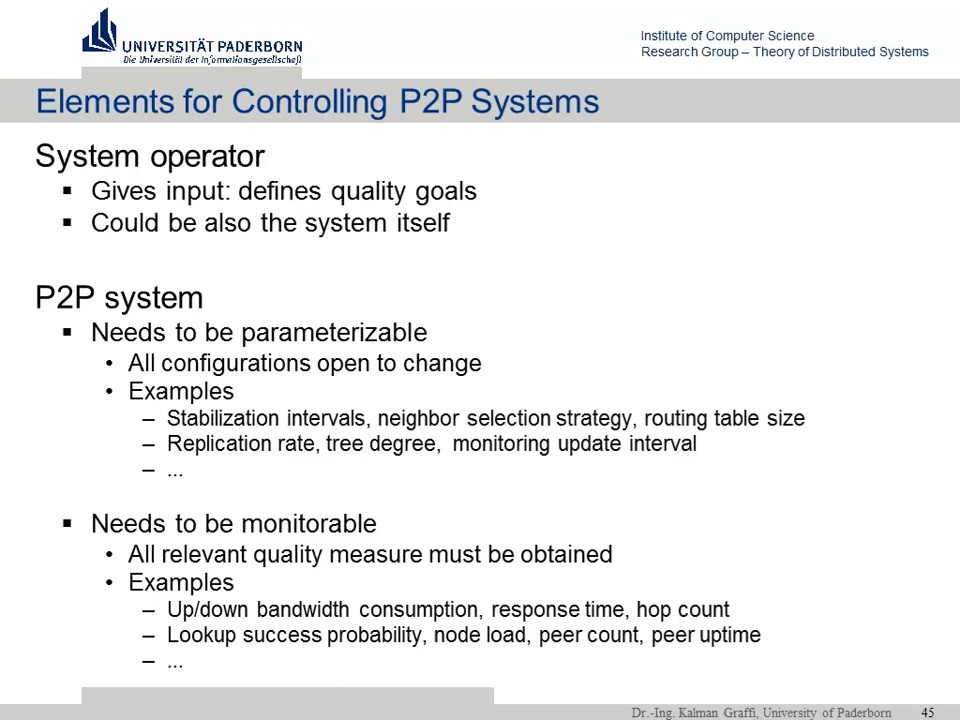 UNIVERSITÄT PADERBORN
Die Universität der Informationsgesellschaft
Institute of Computer Science
Research Group – Theory of Distributed Systems
Elements for Controlling P2P Systems
System operator
▪ Gives input: defines quality goals
▪ Could be also the system itself
P2P system
▪ Needs to be parameterizable
• All configurations open to change
• Examples
– Stabilization intervals, neighbor selection strategy, routing table size
– Replication rate, tree degree, monitoring update interval
– ...
▪ Needs to be monitorable
• All relevant quality measure must be obtained
• Examples
– Up/down bandwidth consumption, response time, hop count
– Lookup success probability, node load, peer count, peer uptime
– ...
Dr.-Ing. Kalman Graffi, University of Paderborn 45